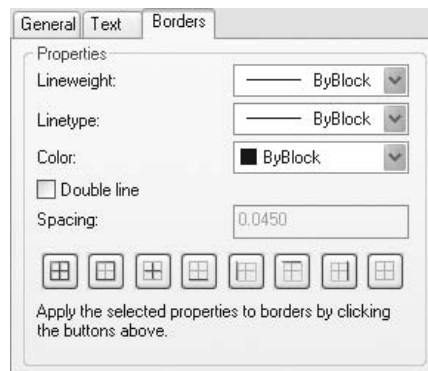 General Text Borders
Properties
Lineweight: ByBlock
Linetype: ByBlock
Color: ByBlock
Double line
Spacing: 0.0450
Apply the selected properties to borders by clicking
the buttons above.